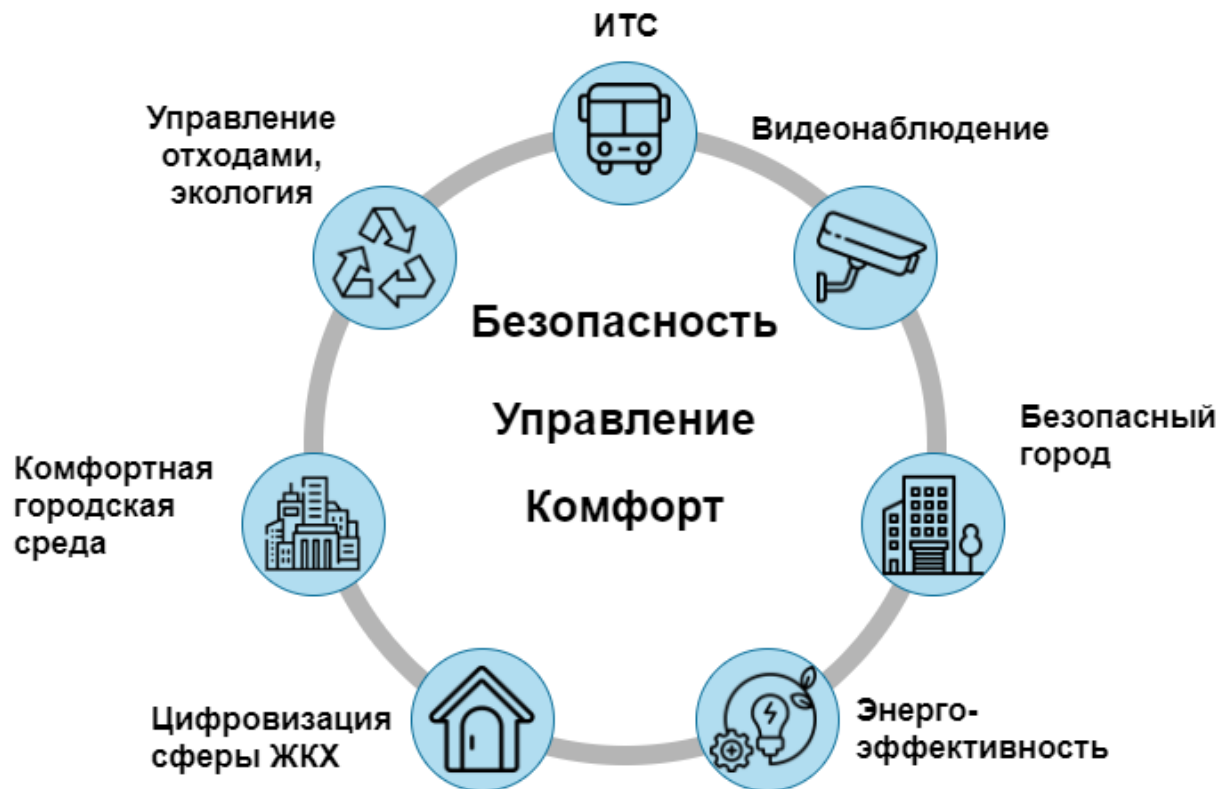 ИТС
Видеонаблюдение
Управление
отходами,
экология
Безопасность
Управление
Комфорт
Безопасный
город
Комфортная
городская
среда
Энерго-
эффективность
Цифровизация
сферы ЖКХ